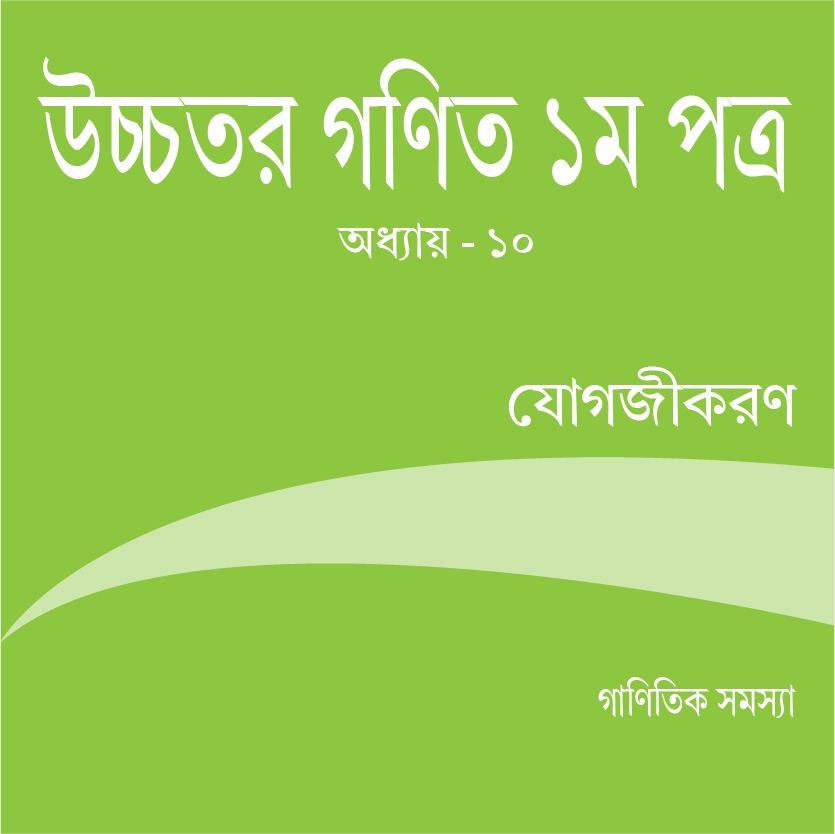 উচ্চতর গণিত ১ম পত্র
অধ্যায় - ১০
যোগজীকরণ
গাণিতিক সমস্যা